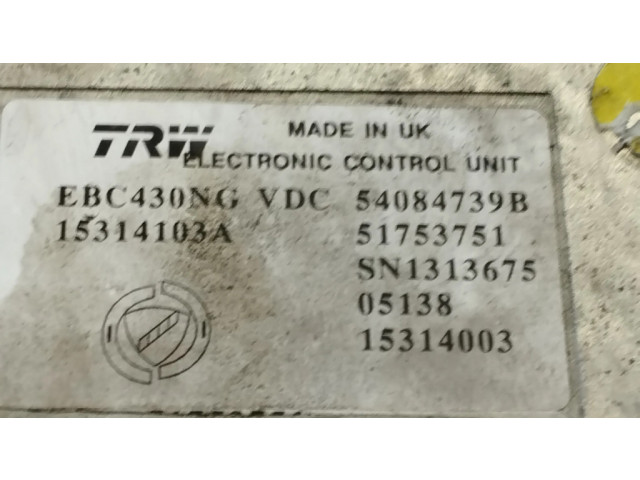 TRW MADE IN UK
ELECTRONIC CONTROL UNIT
EBC430NG VDC 54084739B
15314103A 51753751
SN1313675
05138
15314003